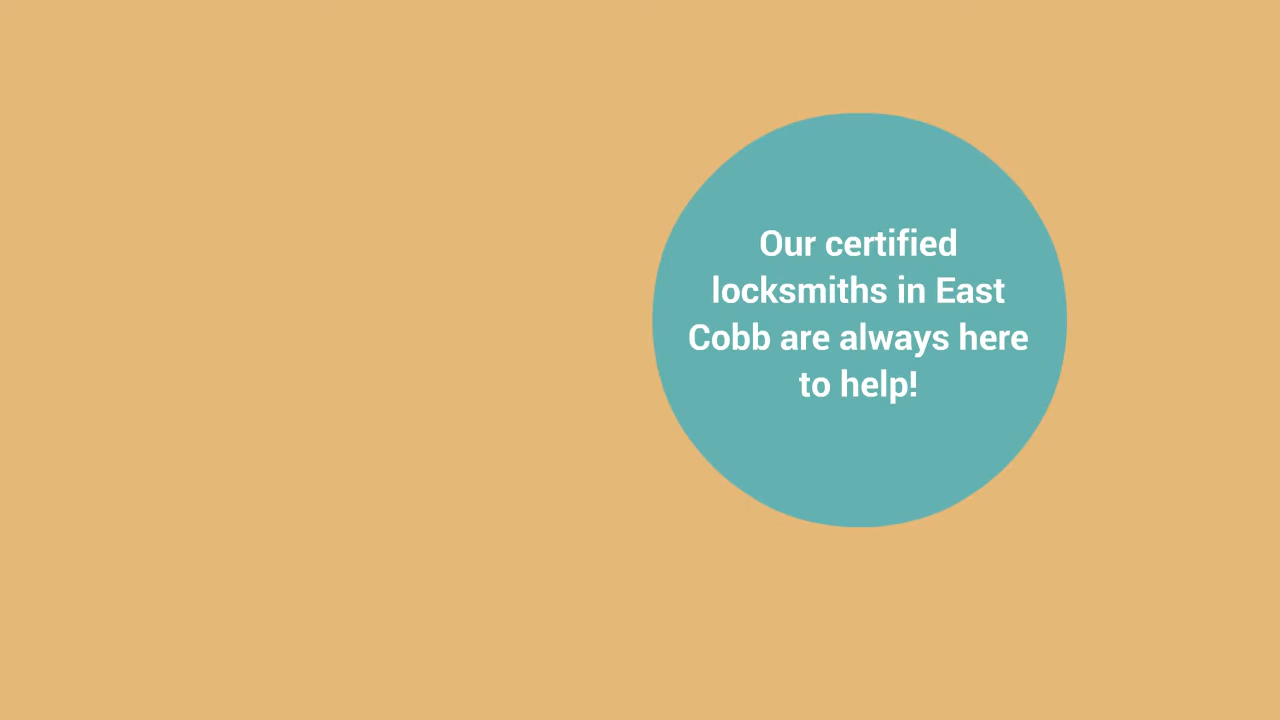 Our certified
locksmiths in East
Cobb are always here
to help!